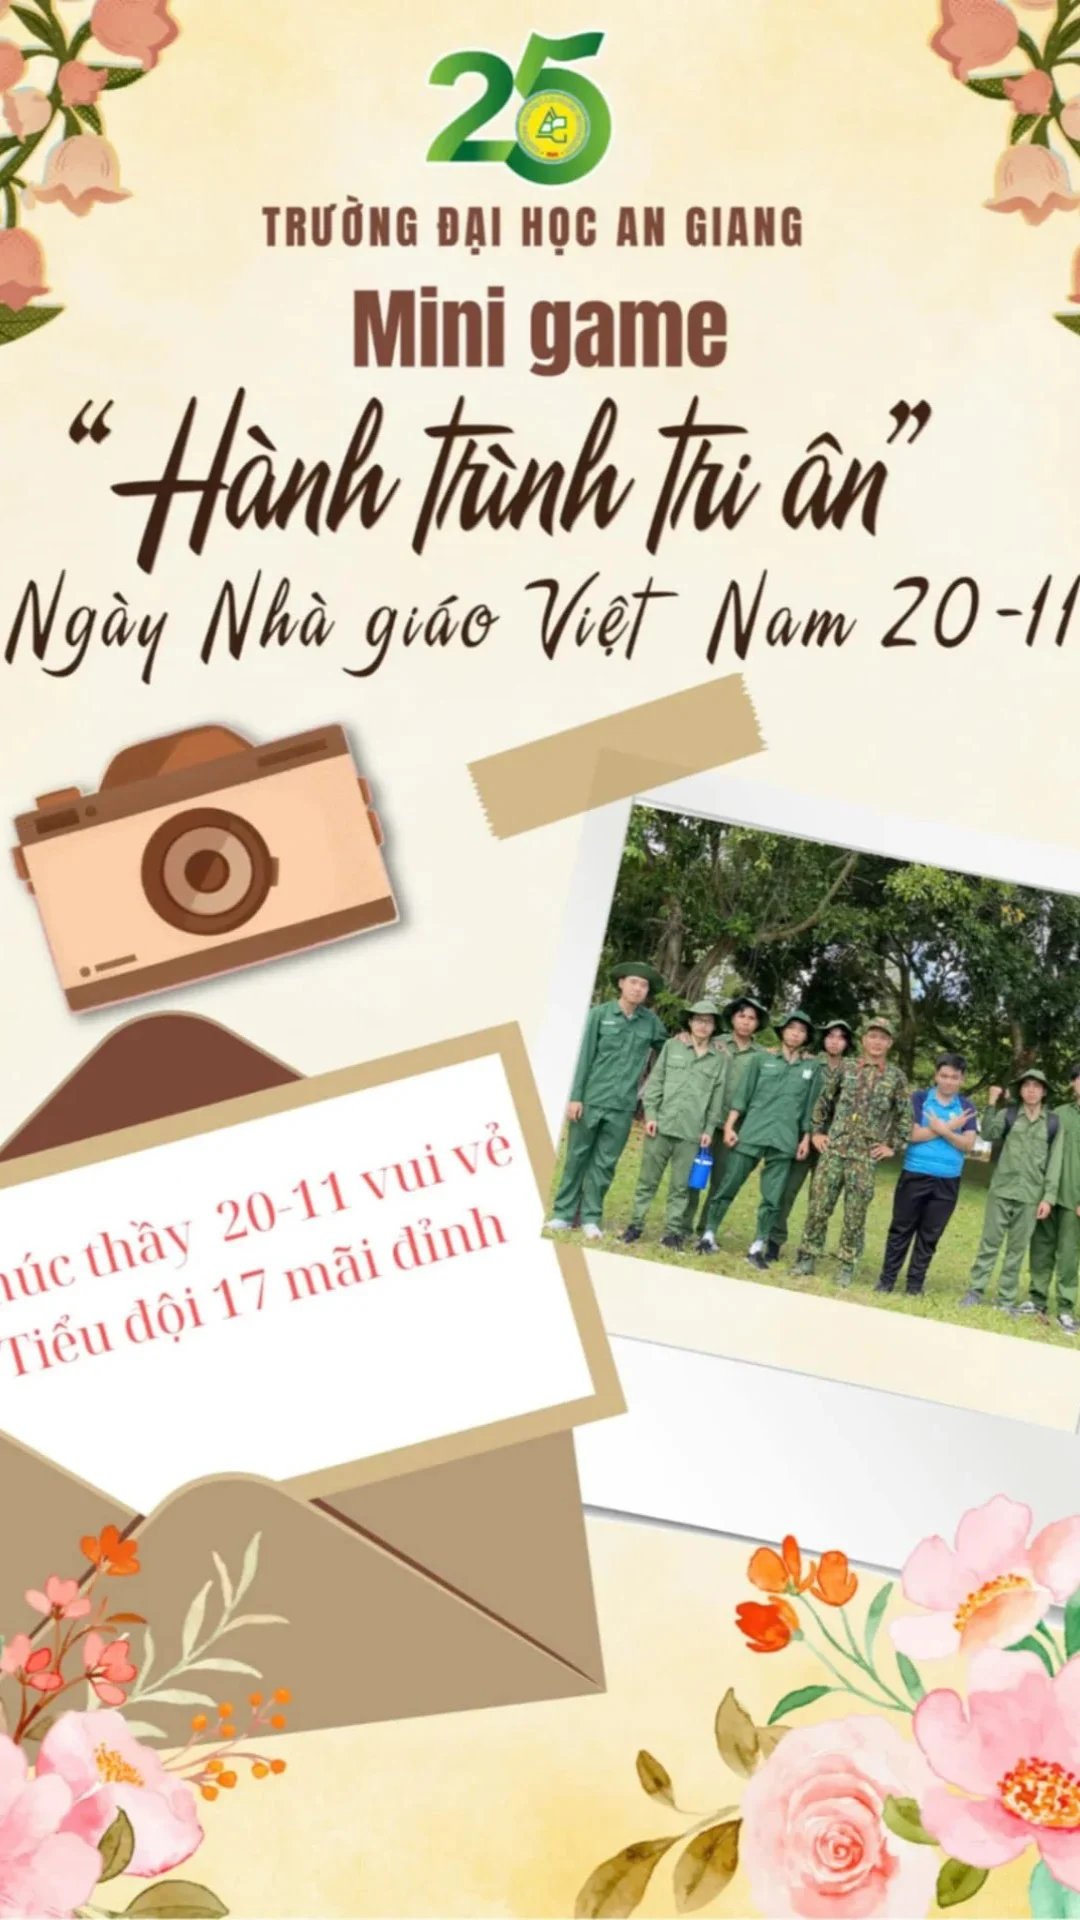 25
TRƯỜNG ĐẠI HỌC AN GIANG
Mini game
“Hành trình tri ân”
Ngày Nhà giáo Việt Nam 20-11
húc thầy 20-11 vui vẻ
Tiểu đội 17 mãi đỉnh